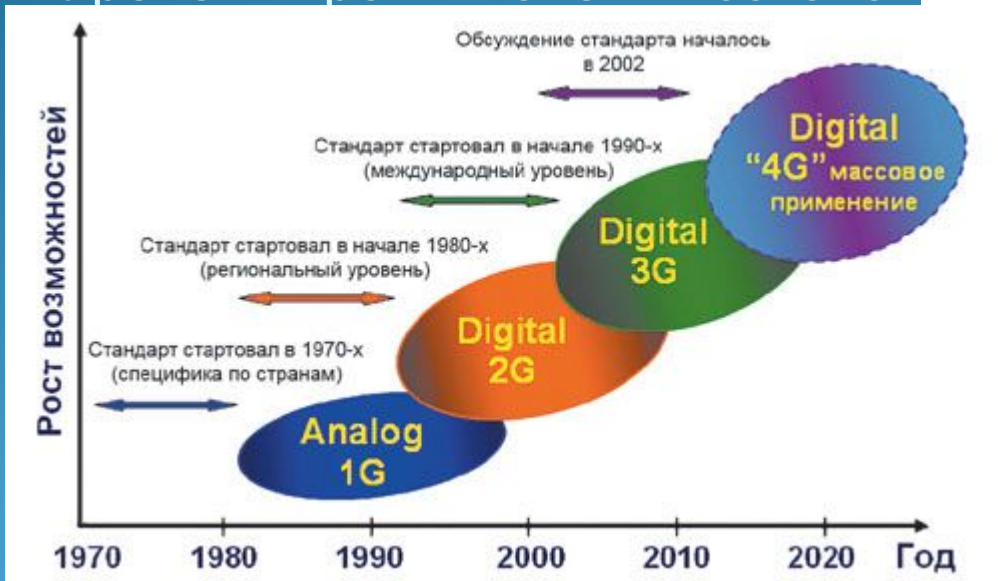 Обсуждение стандарта началось
в 2002
Стандарт стартовал в начале 1990-х
(международный уровень)
Стандарт стартовал в начале 1980-х
(региональный уровень)
Стандарт стартовал в 1970-х
(специфика по странам)
Digital
“4G” массовое
применение
Digital
3G
Digital
2G
Analog
1G
Рост возможностей
1970 1980 1990 2000 2010 2020 Год